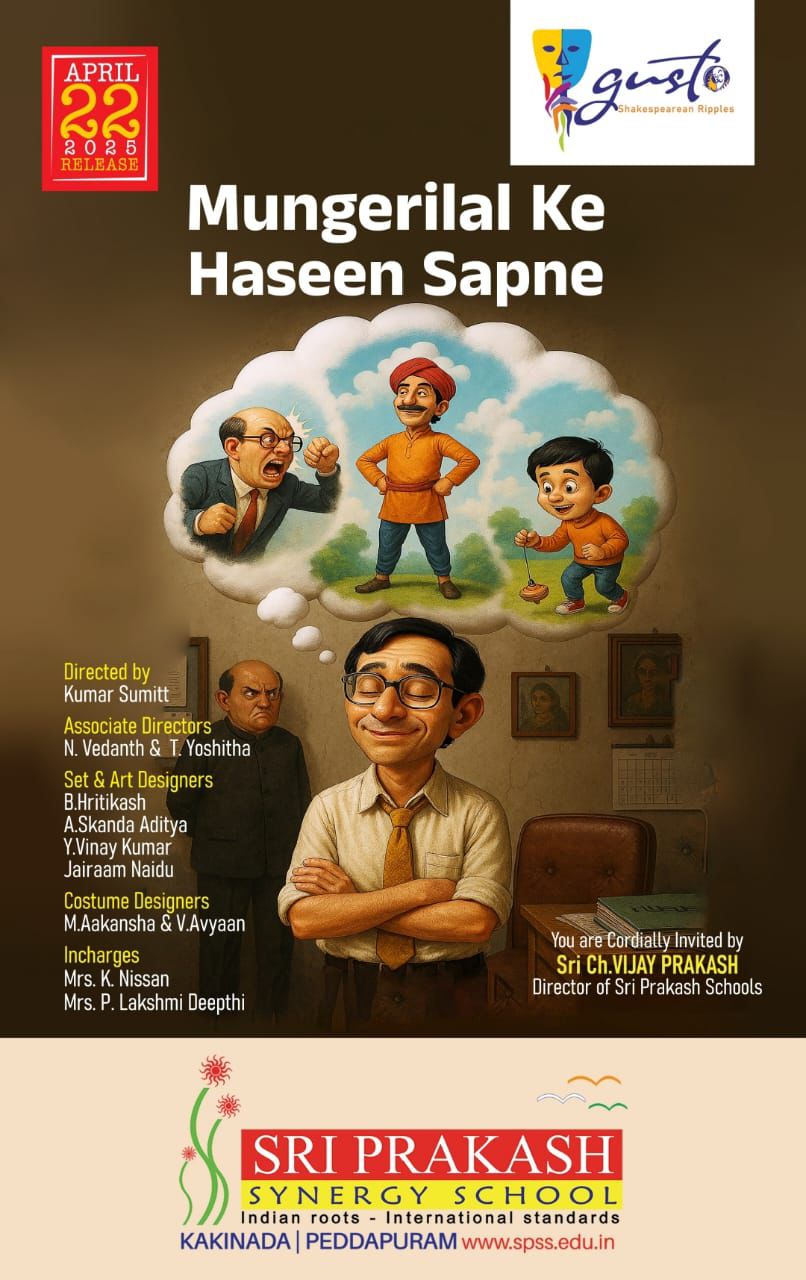 APRIL
22
2025
RELEASE
gusto
Shakespearean Ripples
Mungerilal Ke
Haseen Sapne
Directed by
Kumar Sumitt
Associate Directors
N. Vedanth & T. Yoshitha
Set & Art Designers
B.Hritikash
A.Skanda Aditya
Y.Vinay Kumar
Jairaam Naidu
Costume Designers
M.Aakansha & V.Avyaan
Incharges
Mrs. K. Nissan
Mrs. P. Lakshmi Deepthi
You are Cordially Invited by
Sri Ch.VIJAY PRAKASH
Director of Sri Prakash Schools
SRI PRAKASH
SYNERGY SCHOOL
Indian roots - International standards
KAKINADA | PEDDAPURAM www.spss.edu.in